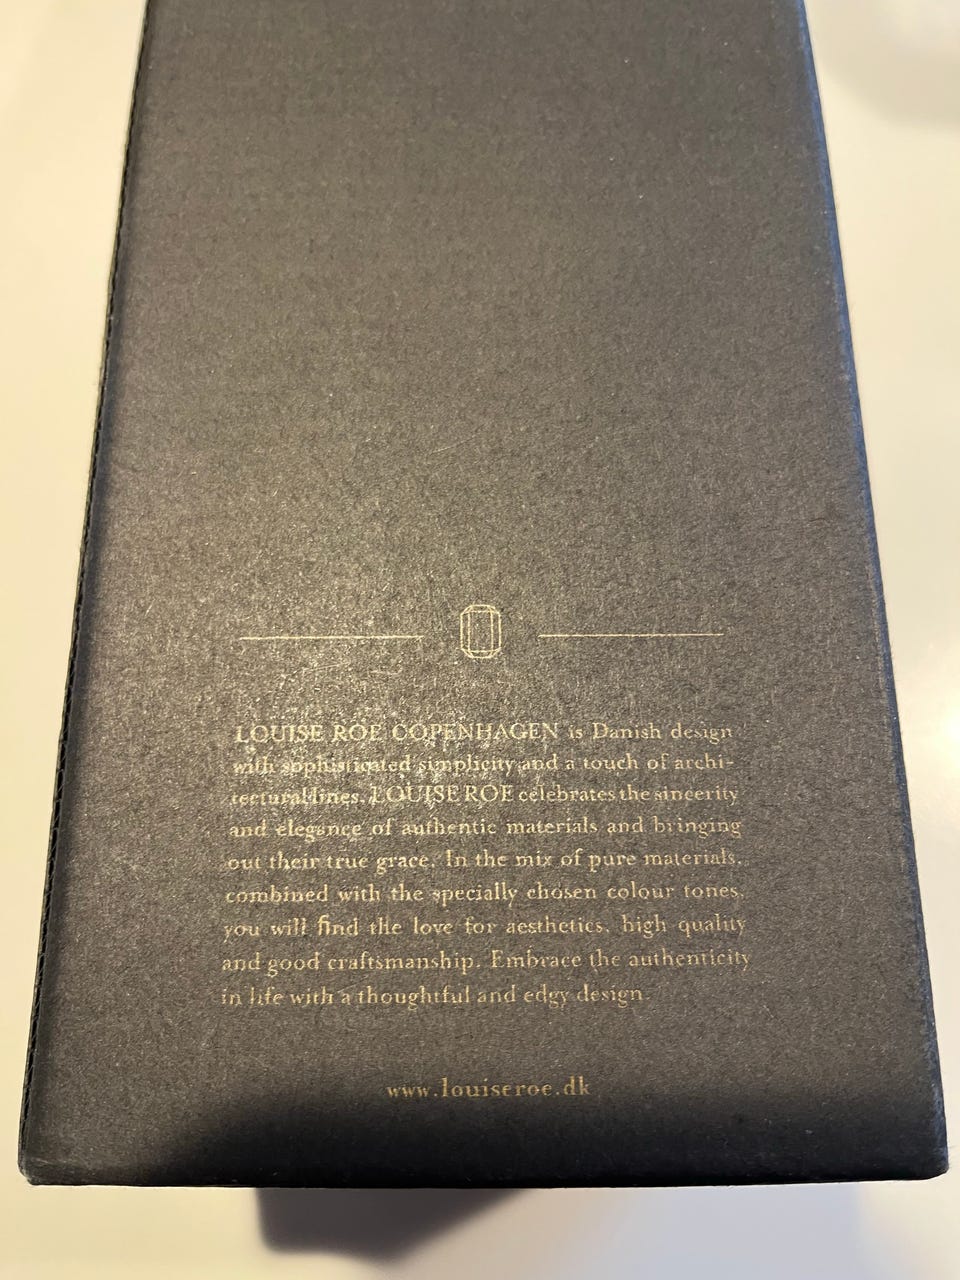 LOUISE ROE COPENHAGEN is Danish design
with sophisticated simplicity and a touch of archi-
tectural lines. LOUISE ROE celebrates the sincerity
and elegance of authentic materials and bringing
out their true grace. In the mix of pure materials,
combined with the specially chosen colour tones,
you will find the love for aesthetics, high quality
and good craftsmanship. Embrace the authenticity
in life with a thoughtful and edgy design.
www.louiseroe.dk